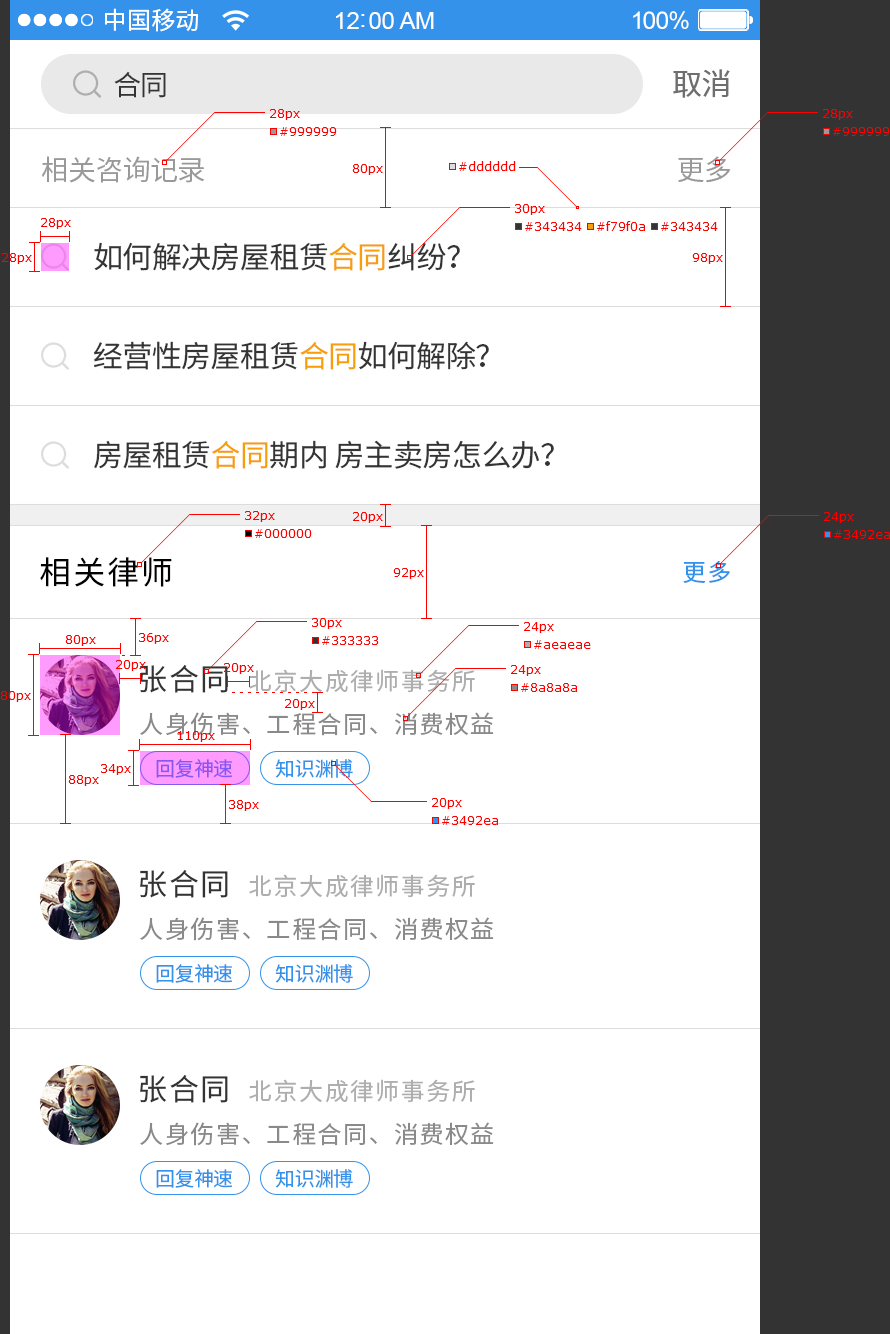 中国移动 12:00 AM 100%
合同 取消
28px #999999
28px #999999
相关咨询记录 80px #dddddd 更多
30px #343434 #f79f0a #343434
28px
28px 如何解决房屋租赁合同纠纷? 98px
经营性房屋租赁合同如何解除?
房屋租赁合同期内 房主卖房怎么办?
20px
32px #000000
24px #3492ea
相关律师 92px 更多
36px
30px #333333
24px #aeaeae
24px #8a8a8a
80px
80px 20px 张合同 20px 北京大成律师事务所
20px
人身伤害、工程合同、消费权益
110px
34px 回复神速 知识渊博
88px 38px
20px #3492ea
张合同 北京大成律师事务所
人身伤害、工程合同、消费权益
回复神速 知识渊博
张合同 北京大成律师事务所
人身伤害、工程合同、消费权益
回复神速 知识渊博